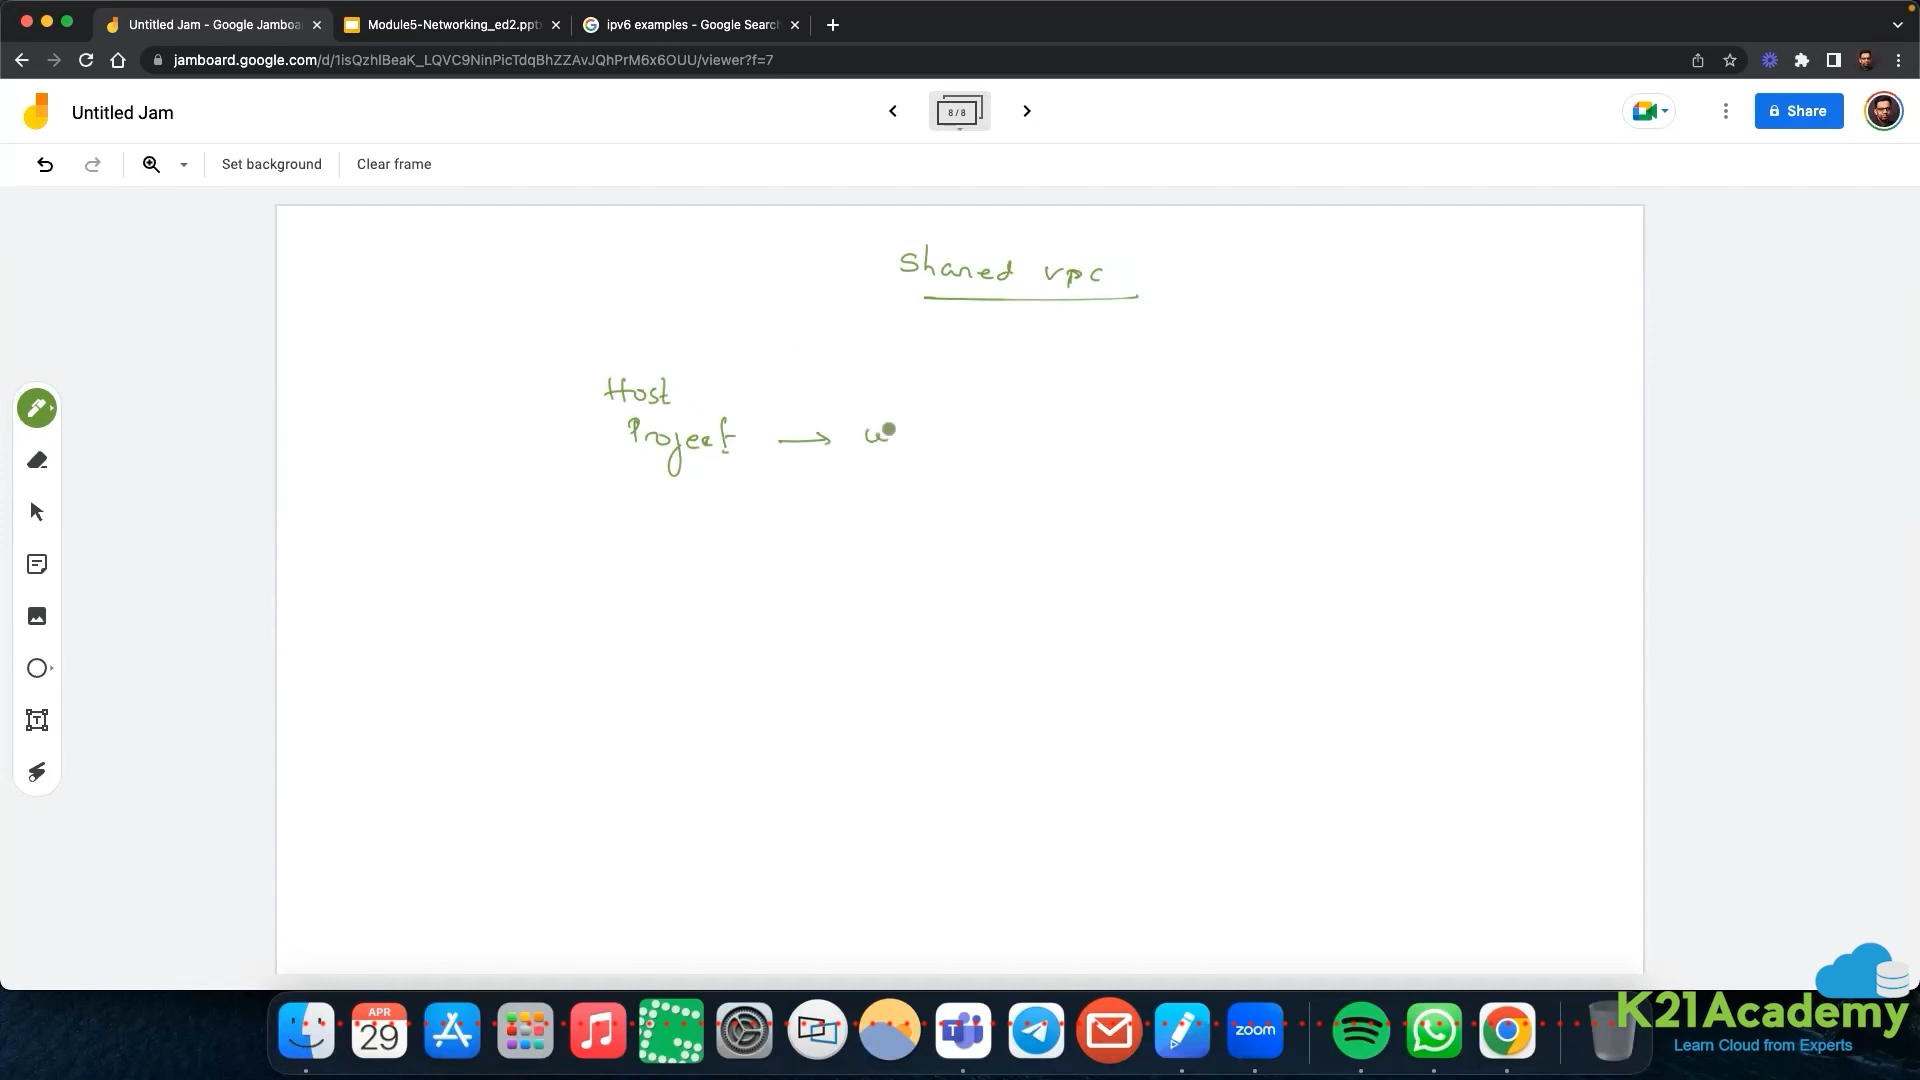 Untitled Jam - Google Jamboa
Module5-Networking_ed2.ppt
ipv6 examples - Google Search
jamboard.google.com/d/1isQzhlBeaK_LQVC9NinPicTdqBhZZAvJQhPrM6x6OUU/viewer?f=7
Untitled Jam
8 / 8
Share
Set background
Clear frame
Shared vpc
Host
Project → w
APR
29
zoom
K21Academy
Learn Cloud from Experts